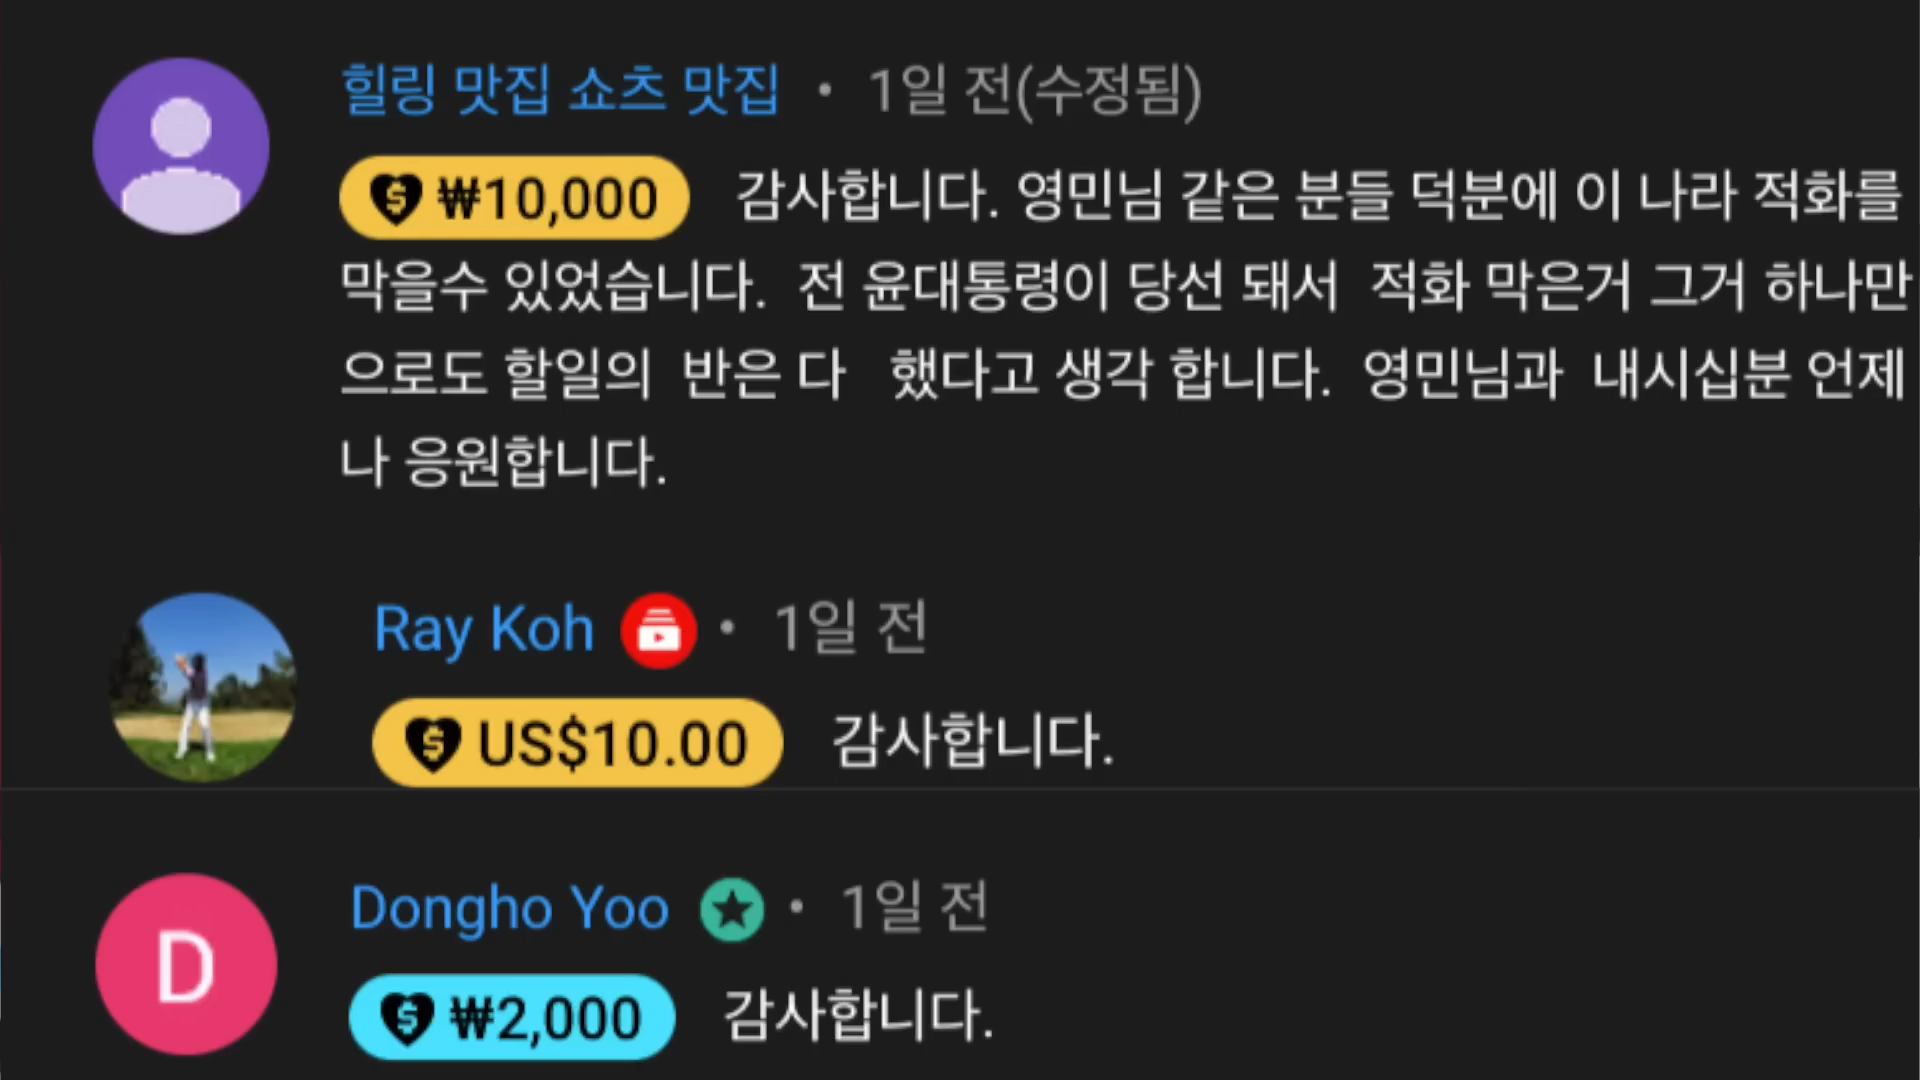 힐링 맛집 쇼츠 맛집 • 1일 전(수정됨)
₩10,000 감사합니다. 영민님 같은 분들 덕분에 이 나라 적화를
막을수 있었습니다. 전 윤대통령이 당선 돼서 적화 막은거 그거 하나만
으로도 할일의 반은 다 했다고 생각 합니다. 영민님과 내시십분 언제
나 응원합니다.
Ray Koh • 1일 전
US$10.00 감사합니다.
D
Dongho Yoo • 1일 전
₩2,000 감사합니다.